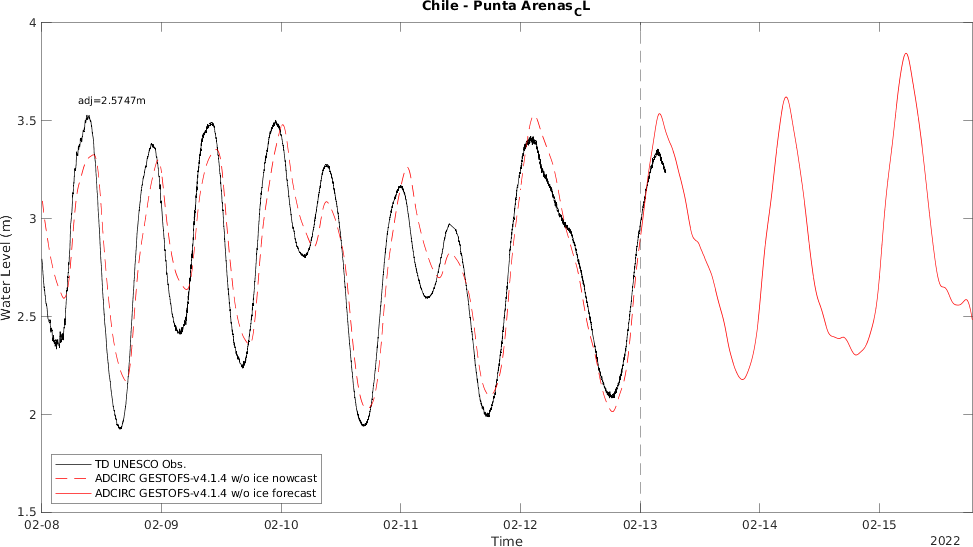 Chile - Punta Arenas_CL
adj=2.5747m
4
3.5
3
2.5
2
1.5
Water Level (m)
TD UNESCO Obs.
ADCIRC GESTOFS-v4.1.4 w/o ice nowcast
ADCIRC GESTOFS-v4.1.4 w/o ice forecast
02-08 02-09 02-10 02-11 02-12 02-13 02-14 02-15
Time
2022